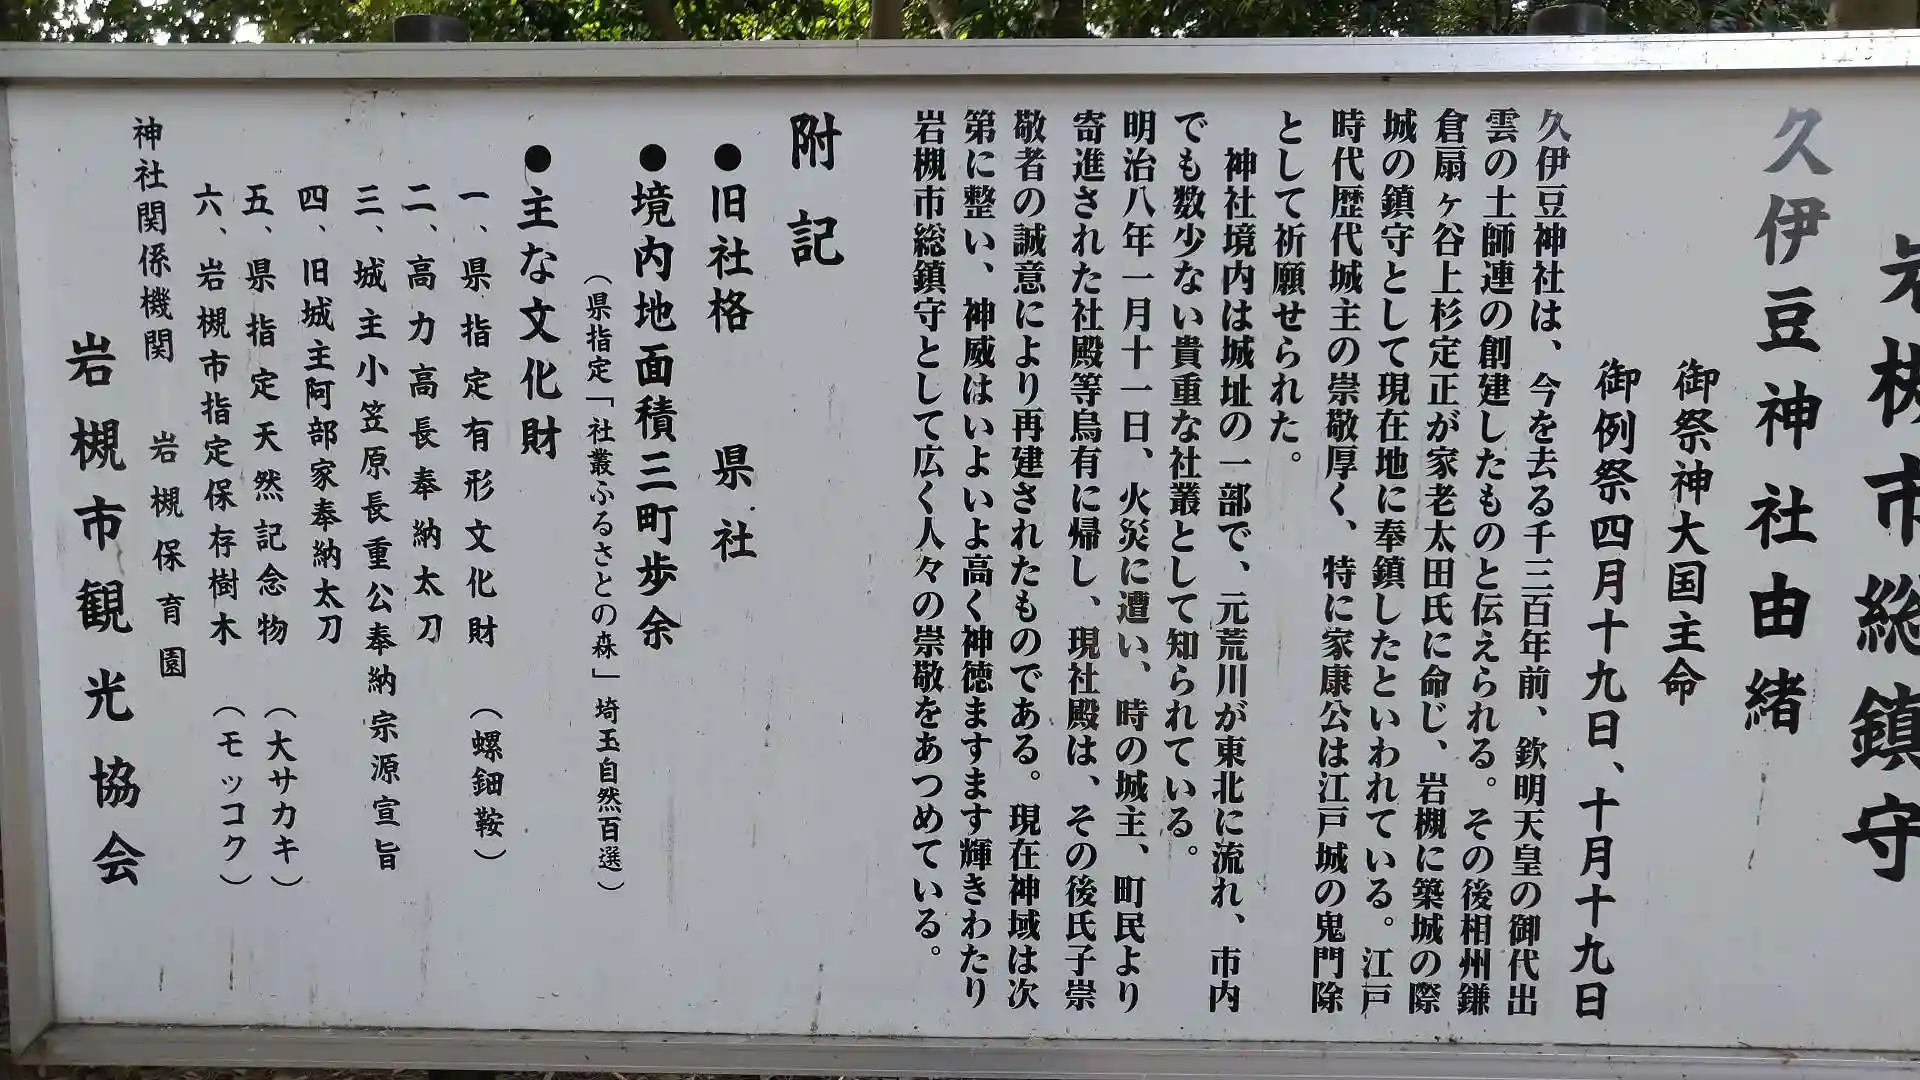 岩槻市総鎮守
久伊豆神社由緒
御祭神大国主命
御例祭四月十九日、十月十九日
久伊豆神社は、今を去る千三百年前、欽明天皇の御代出
雲の土師連の創建したものと伝えられる。その後相州鎌
倉扇ヶ谷上杉定正が家老太田氏に命じ、岩槻に築城の際
城の鎮守として現在地に奉鎮したといわれている。江戸
時代歴代城主の崇敬厚く、特に家康公は江戸城の鬼門除
として祈願せられた。
神社境内は城址の一部で、元荒川が東北に流れ、市内
でも数少ない貴重な社叢として知られている。
明治八年一月十一日、火災に遭い、時の城主、町民より
寄進された社殿等烏有に帰し、現社殿は、その後氏子崇
敬者の誠意により再建されたものである。現在神域は次
第に整い、神威はいよいよ高く神徳ますます輝きわたり
岩槻市総鎮守として広く人々の崇敬をあつめている。
附記
●旧社格 県社
●境内地面積三町歩余
（県指定「社叢ふるさとの森」埼玉自然百選）
●主な文化財
一、県指定有形文化財（螺鈿鞍）
二、高力高長奉納太刀
三、城主小笠原長重公奉納宗源宣旨
四、旧城主阿部家奉納太刀
五、県指定天然記念物（大サカキ）
六、岩槻市指定保存樹木（モッコク）
神社関係機関 岩槻保育園
岩槻市観光協会